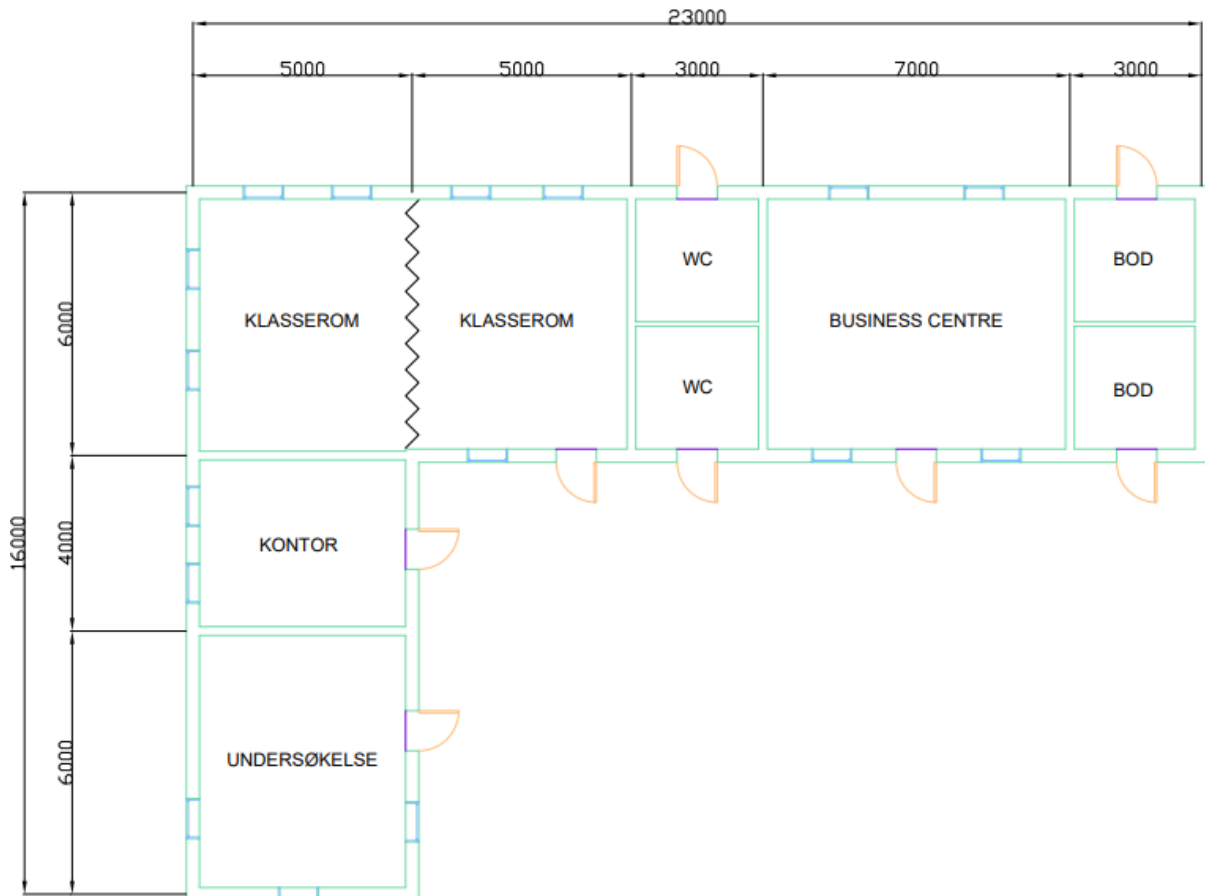 23000
5000 5000 3000 7000 3000
WC BOD
6000 KLASSEROM KLASSEROM BUSINESS CENTRE
WC BOD
16000 4000 KONTOR
6000 UNDERSØKELSE